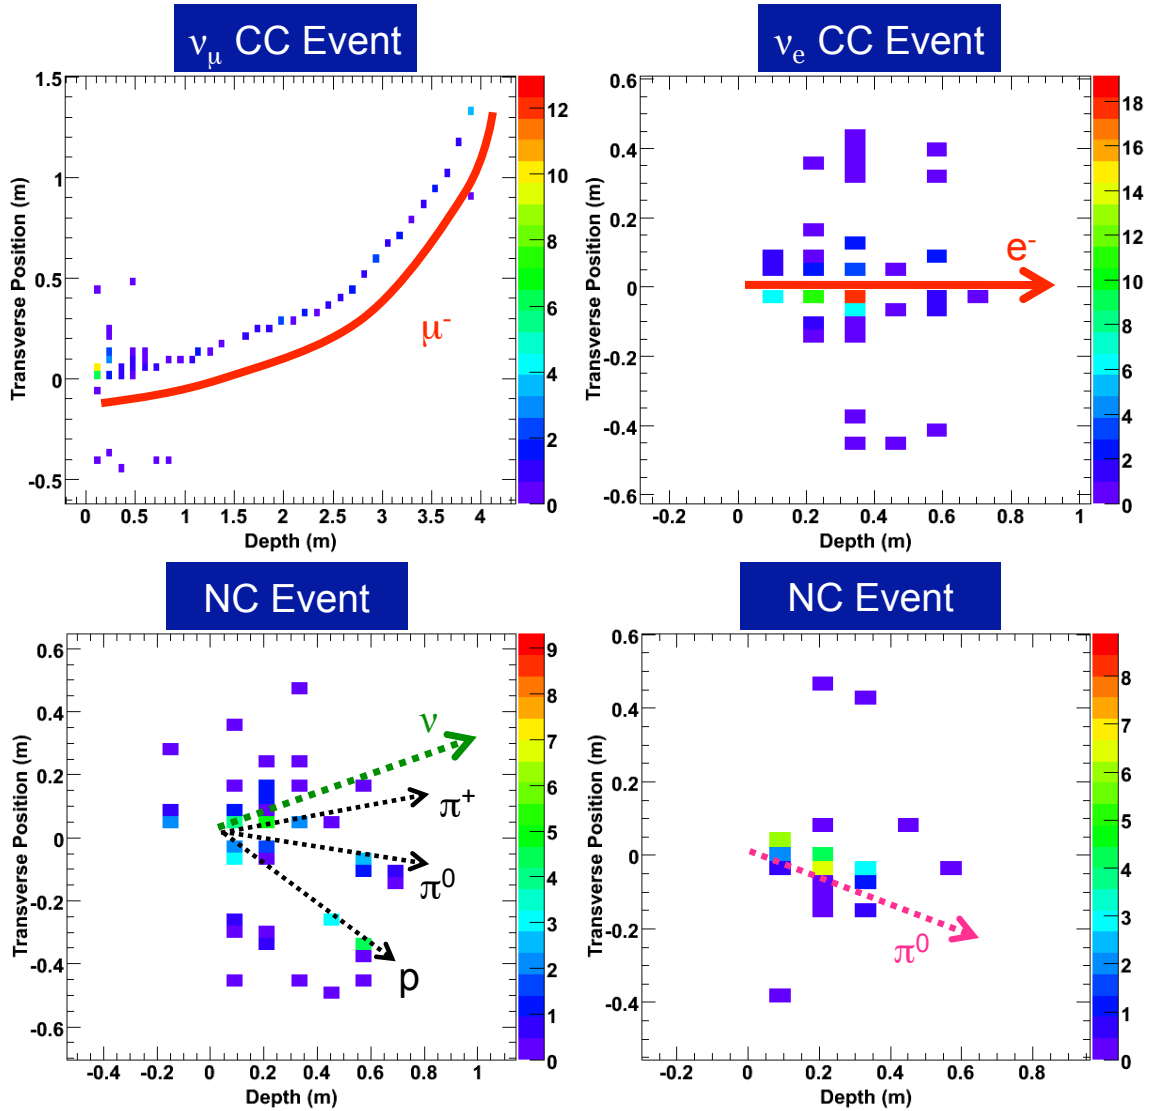 ν_μ CC Event
1.5
1
0.5
0
-0.5
Transverse Position (m)
0 0.5 1 1.5 2 2.5 3 3.5 4
Depth (m)
12
10
8
6
4
2
0
μ⁻
ν_e CC Event
0.6
0.4
0.2
0
-0.2
-0.4
-0.6
Transverse Position (m)
-0.2 0 0.2 0.4 0.6 0.8 1
Depth (m)
18
16
14
12
10
8
6
4
2
0
e⁻
NC Event
0.6
0.4
0.2
0
-0.2
-0.4
-0.6
Transverse Position (m)
-0.4 -0.2 0 0.2 0.4 0.6 0.8 1
Depth (m)
9
8
7
6
5
4
3
2
1
0
ν
π⁺
π⁰
p
NC Event
0.6
0.4
0.2
0
-0.2
-0.4
Transverse Position (m)
-0.2 0 0.2 0.4 0.6 0.8
Depth (m)
8
7
6
5
4
3
2
1
0
π⁰